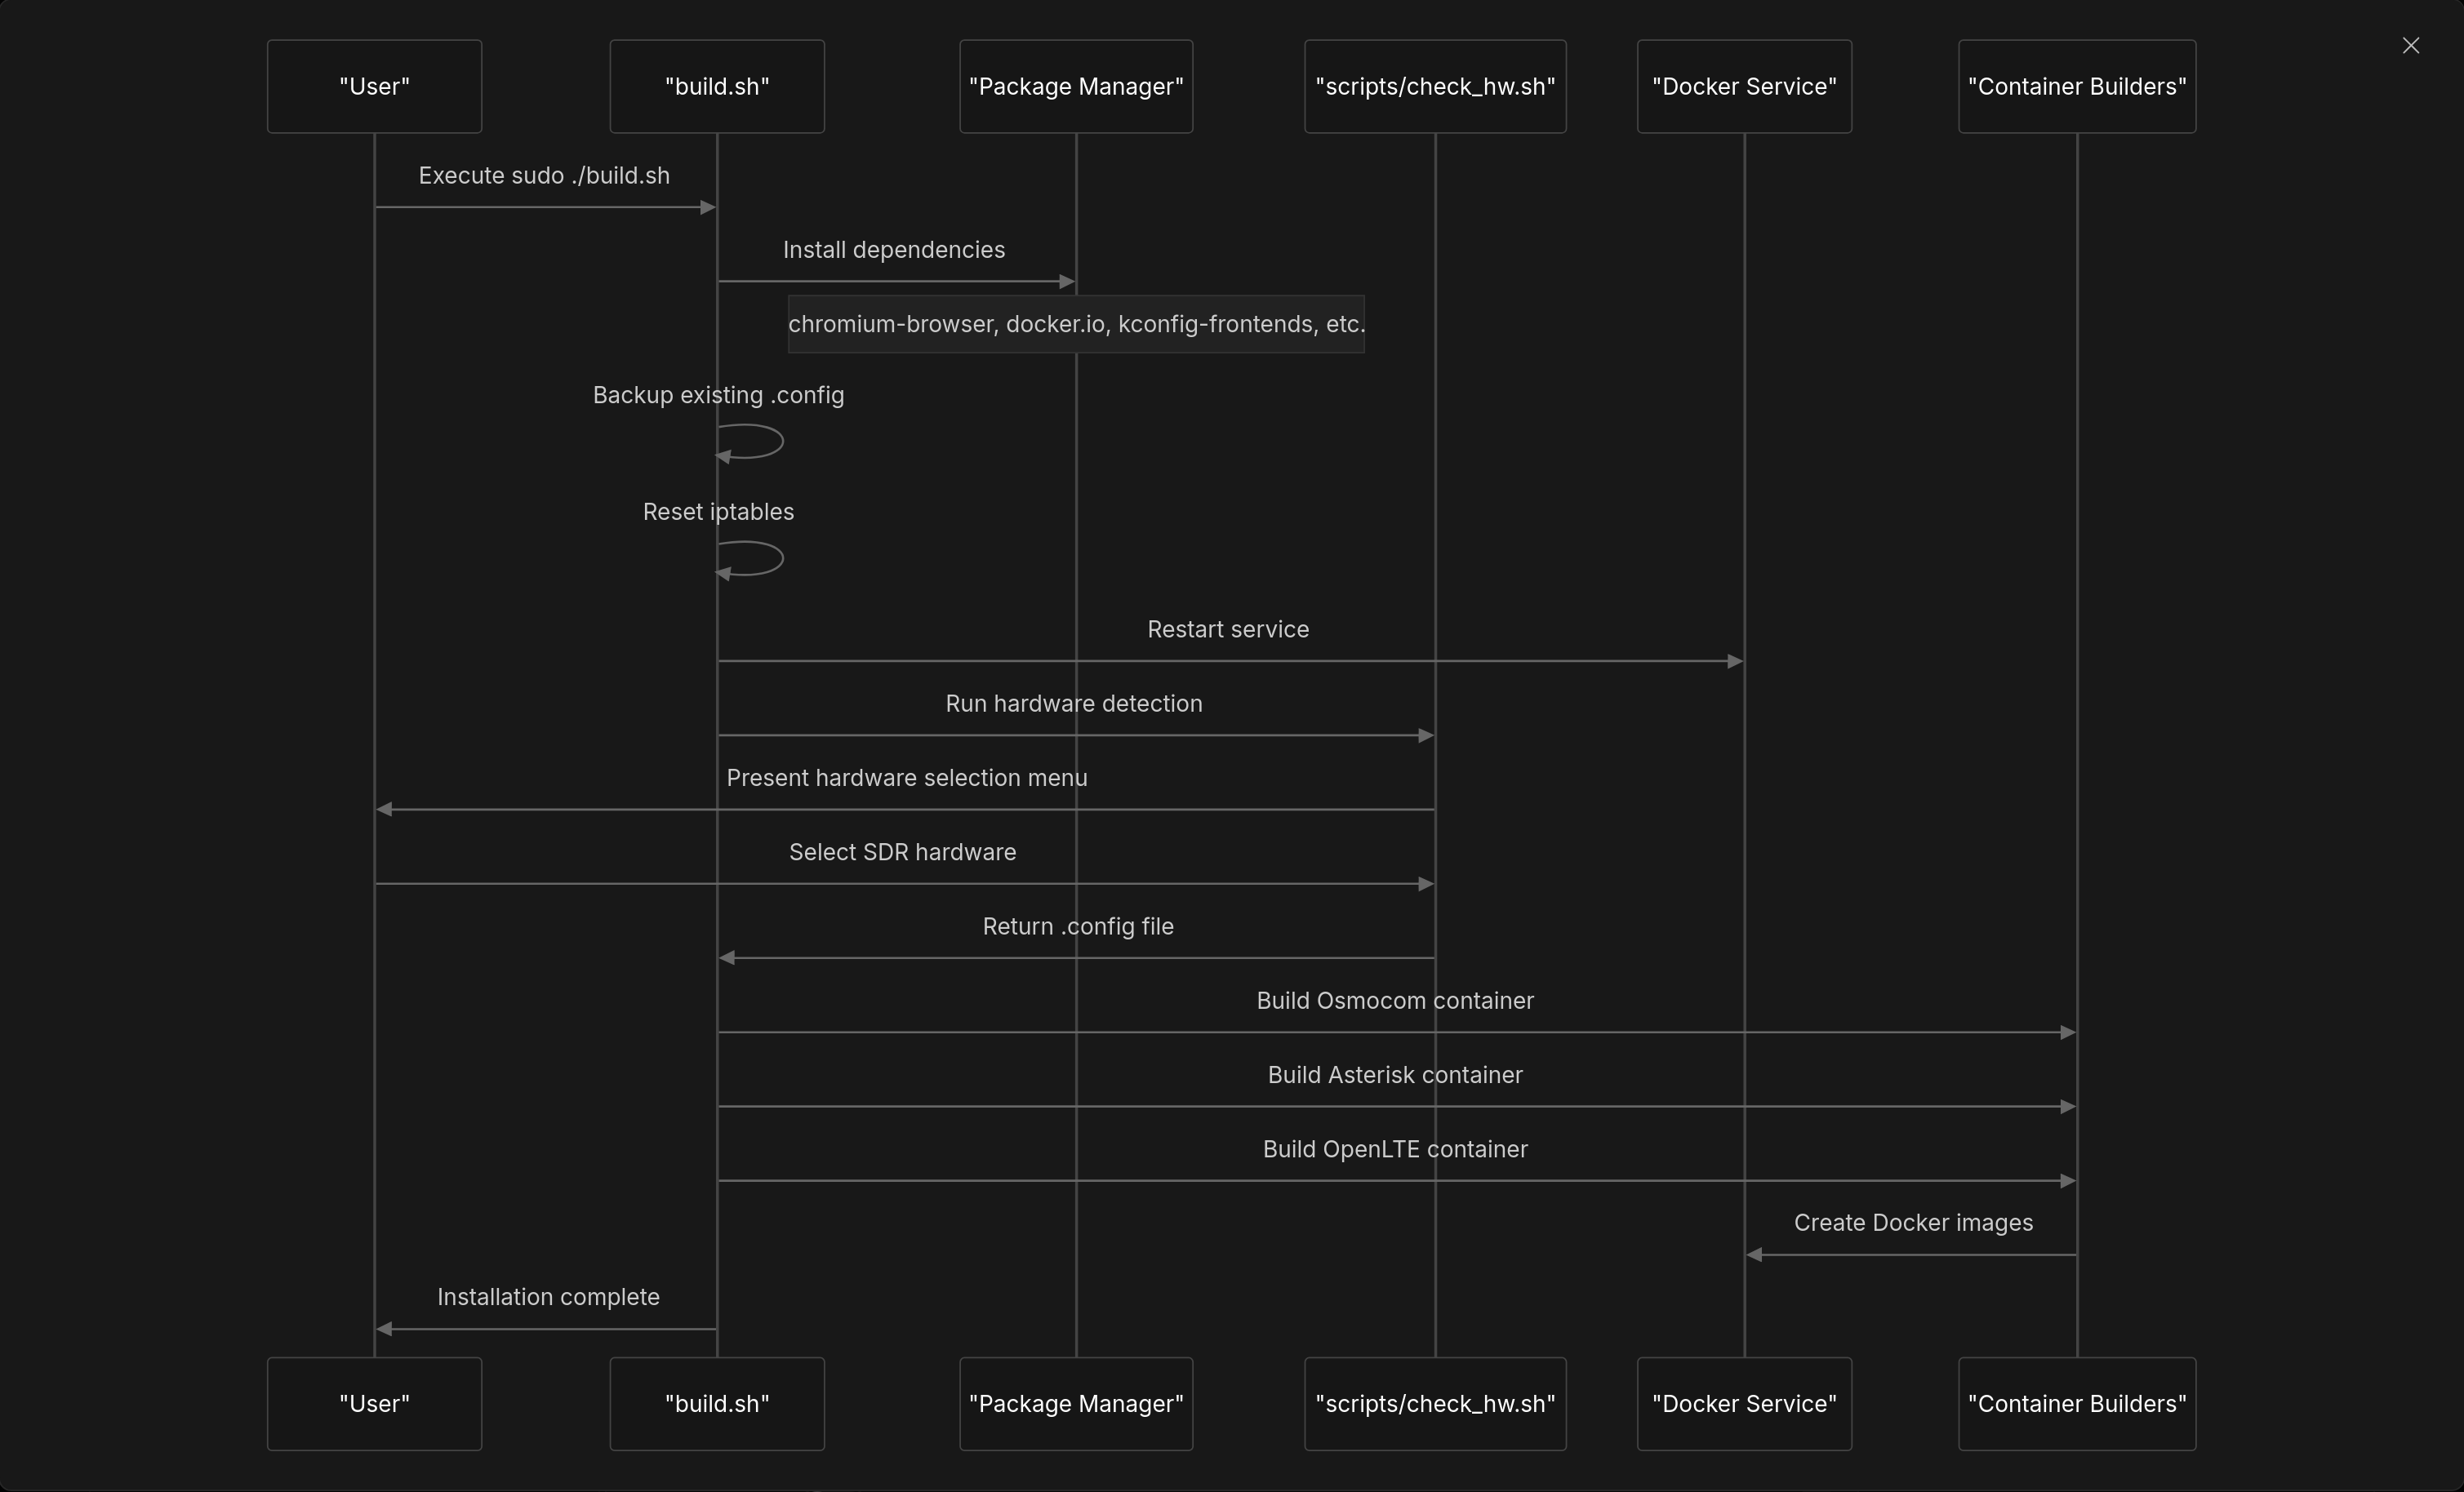 "User"
"build.sh"
"Package Manager"
"scripts/check_hw.sh"
"Docker Service"
"Container Builders"
Execute sudo ./build.sh
Install dependencies
chromium-browser, docker.io, kconfig-frontends, etc.
Backup existing .config
Reset iptables
Restart service
Run hardware detection
Present hardware selection menu
Select SDR hardware
Return .config file
Build Osmocom container
Build Asterisk container
Build OpenLTE container
Create Docker images
Installation complete
"User"
"build.sh"
"Package Manager"
"scripts/check_hw.sh"
"Docker Service"
"Container Builders"